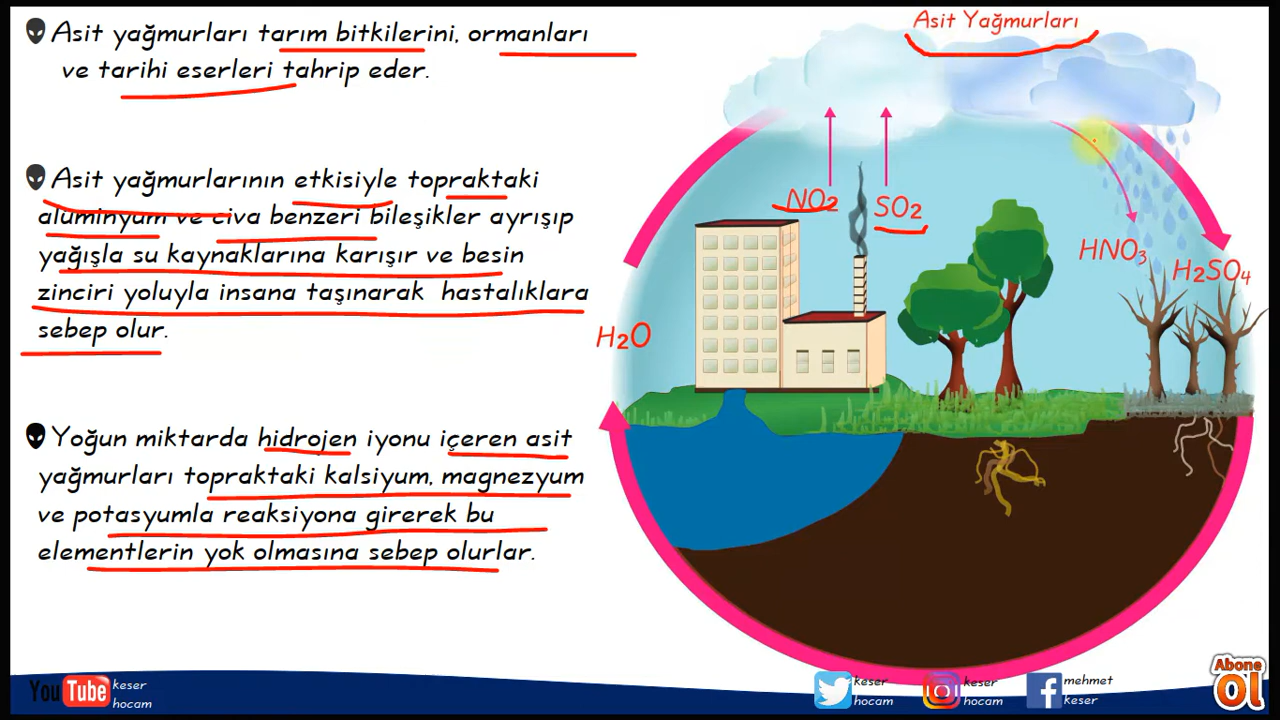 Asit yağmurları tarım bitkilerini, ormanları
ve tarihi eserleri tahrip eder.
Asit yağmurlarının etkisiyle topraktaki
alüminyum ve civa benzeri bileşikler ayrışıp
yağışla su kaynaklarına karışır ve besin
zinciri yoluyla insana taşınarak hastalıklara
sebep olur.
Yoğun miktarda hidrojen iyonu içeren asit
yağmurları topraktaki kalsiyum, magnezyum
ve potasyumla reaksiyona girerek bu
elementlerin yok olmasına sebep olurlar.
Asit Yağmurları
NO2
SO2
HNO3
H2SO4
H2O
YouTube
keser
hocam
keser
hocam
keser
hocam
mehmet
keser
Abone
ol